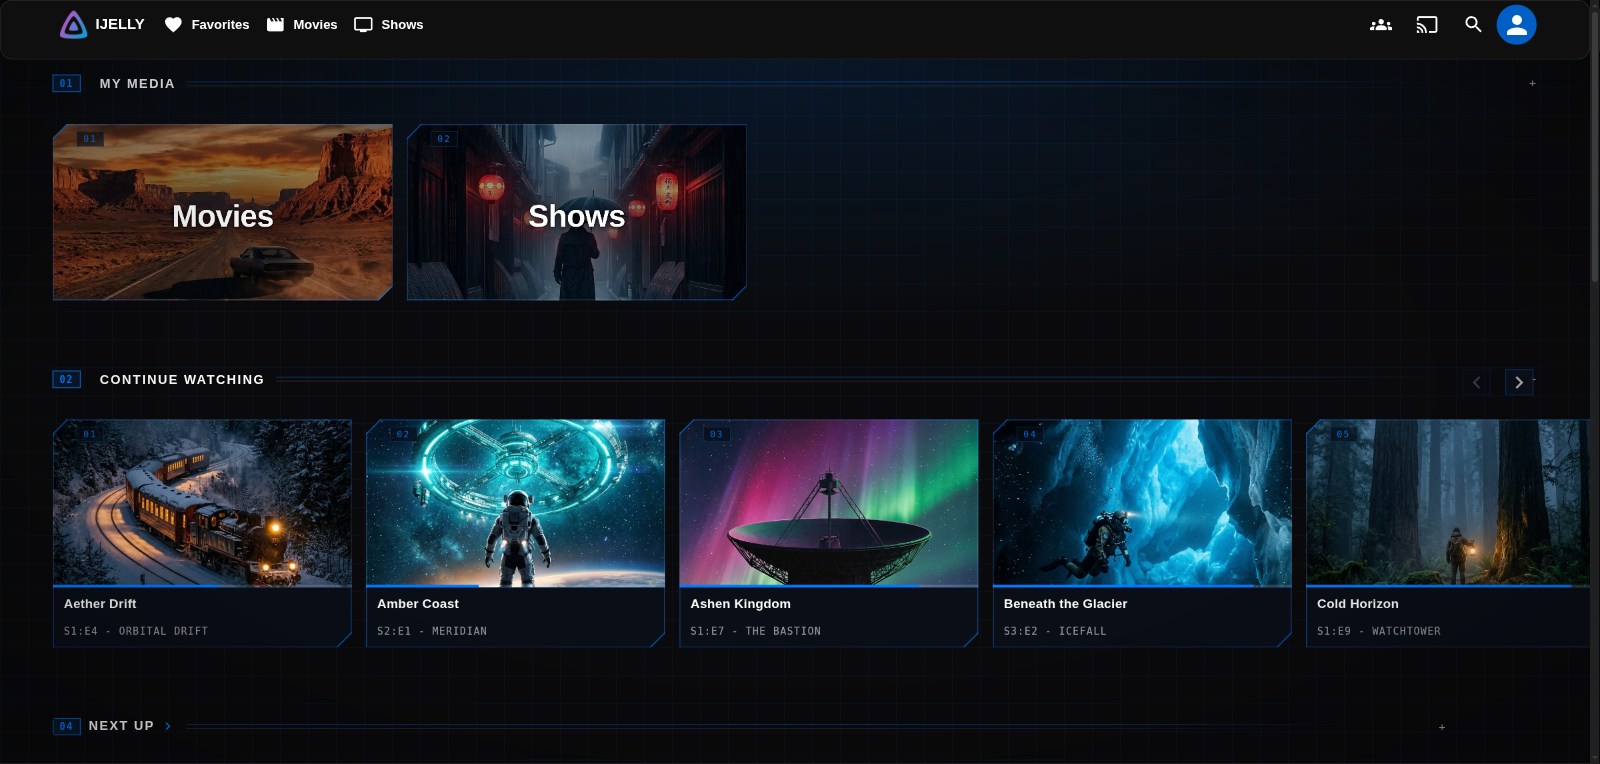 IJELLY Favorites Movies Shows
01 MY MEDIA +
01
Movies
02
Shows
02 CONTINUE WATCHING
01
Aether Drift
S1:E4 - ORBITAL DRIFT
02
Amber Coast
S2:E1 - MERIDIAN
03
Ashen Kingdom
S1:E7 - THE BASTION
04
Beneath the Glacier
S3:E2 - ICEFALL
05
Cold Horizon
S1:E9 - WATCHTOWER
04 NEXT UP > +